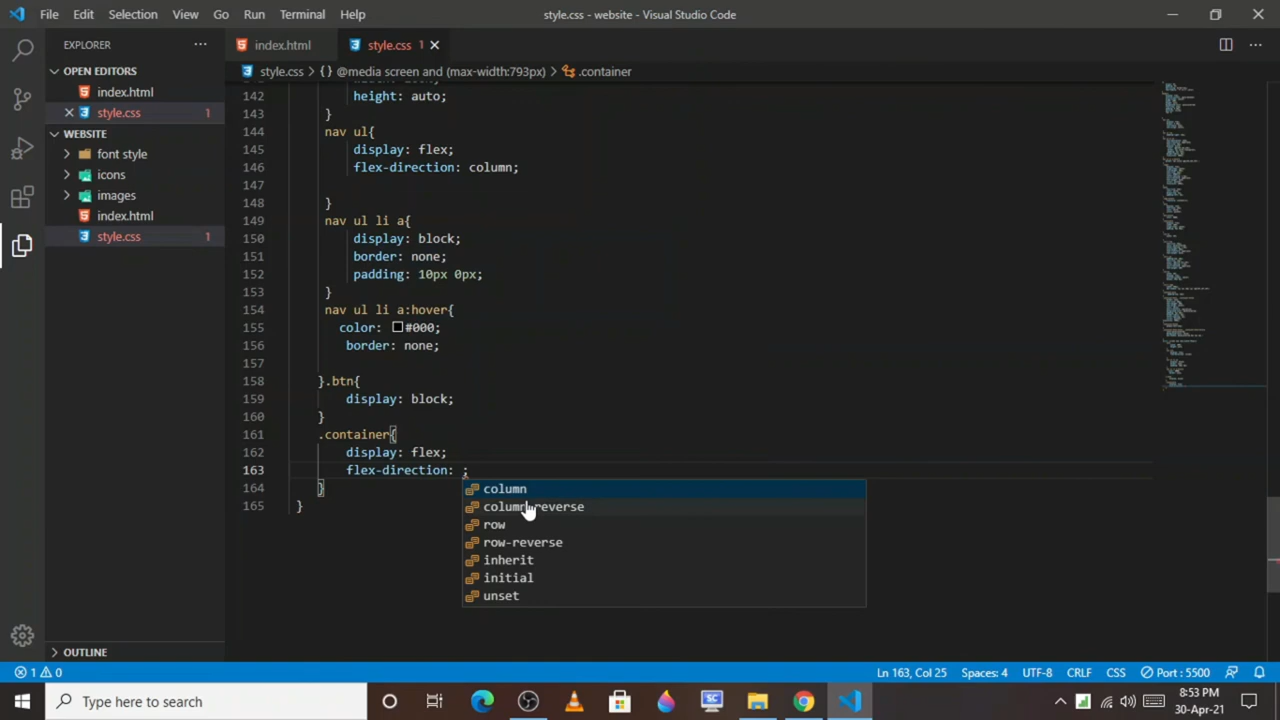 File Edit Selection View Go Run Terminal Help
style.css - website - Visual Studio Code
EXPLORER
index.html
style.css 1
style.css > {} @media screen and (max-width:793px) > .container
OPEN EDITORS
index.html
style.css 1
WEBSITE
font style
icons
images
index.html
style.css 1
142 height: auto;
143 }
144 nav ul{
145 display: flex;
146 flex-direction: column;
147
148 }
149 nav ul li a{
150 display: block;
151 border: none;
152 padding: 10px 0px;
153 }
154 nav ul li a:hover{
155 color: #000;
156 border: none;
157
158 }.btn{
159 display: block;
160 }
161 .container{
162 display: flex;
163 flex-direction: ;
164 }
165 }
column
column-reverse
row
row-reverse
inherit
initial
unset
OUTLINE
1 0
Ln 163, Col 25 Spaces: 4 UTF-8 CRLF CSS Port : 5500
Type here to search
8:53 PM
30-Apr-21